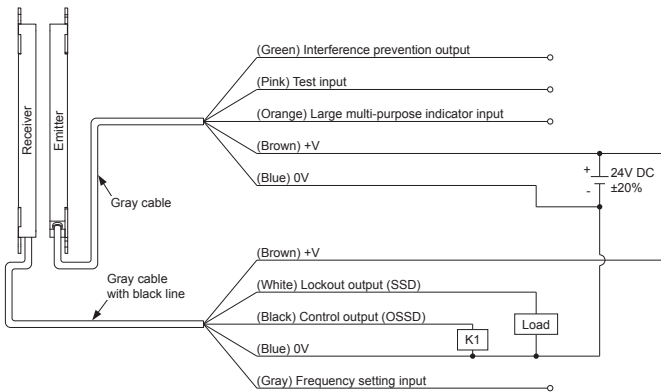 Receiver
Emitter
(Green) Interference prevention output
(Pink) Test input
(Orange) Large multi-purpose indicator input
(Brown) +V
(Blue) 0V
+
-
24V DC
±20%
Gray cable
Gray cable
with black line
(Brown) +V
(White) Lockout output (SSD)
(Black) Control output (OSSD)
(Blue) 0V
(Gray) Frequency setting input
K1
Load